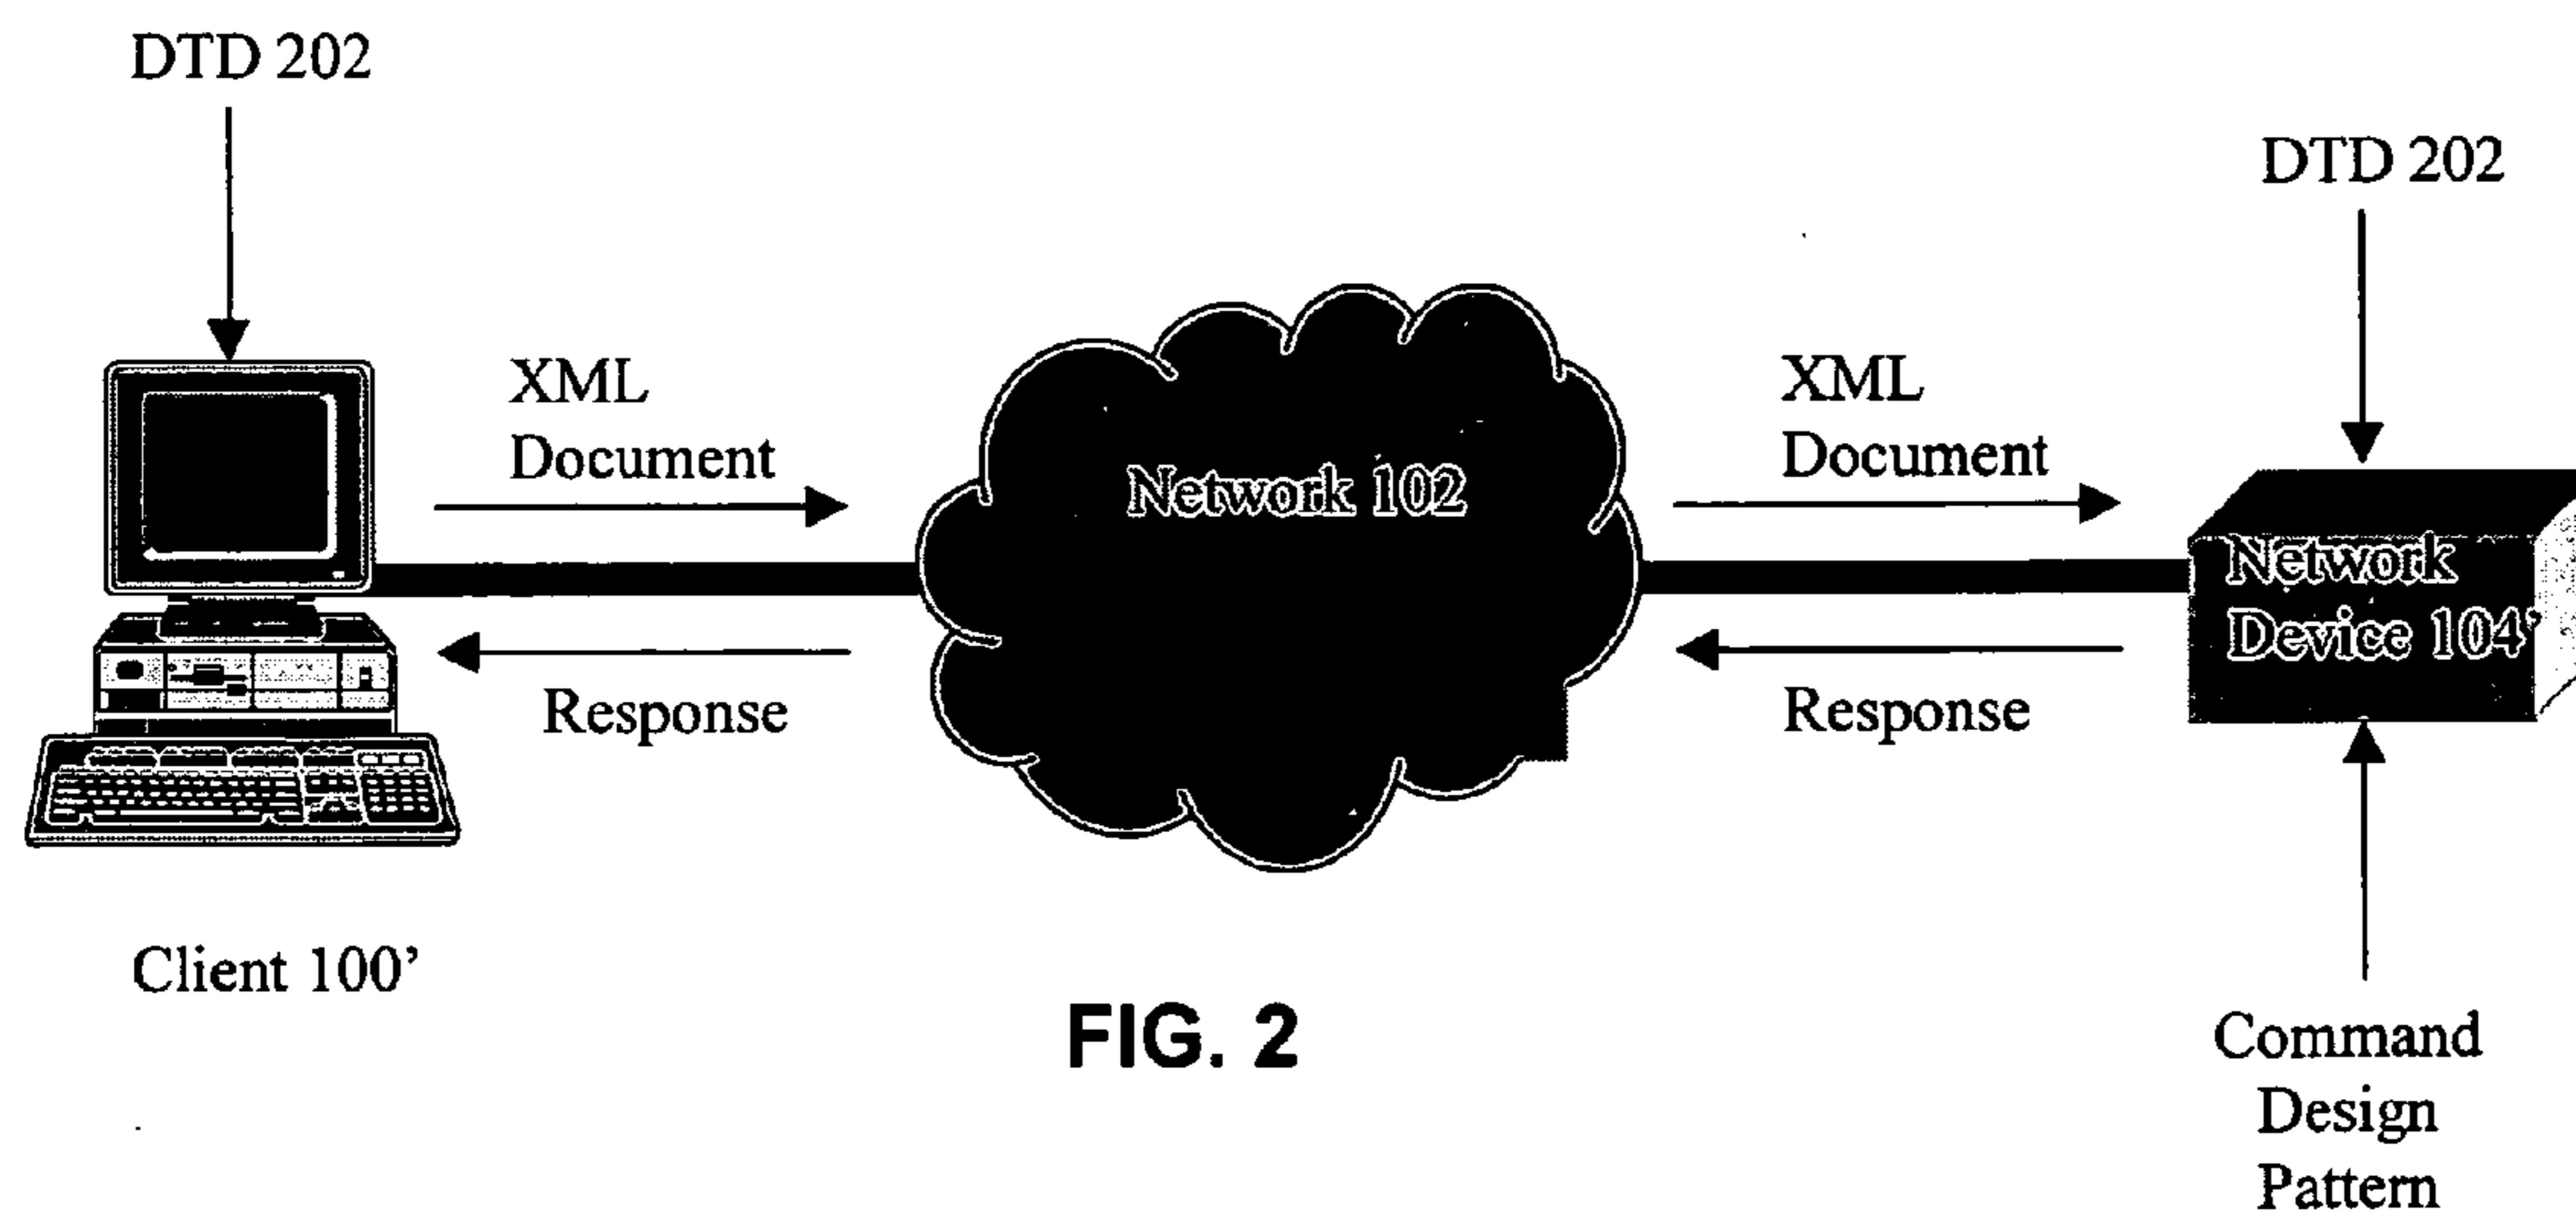 DTD 202
DTD 202
XML
Document
XML
Document
Network 102
Network
Device 104’
Response
Response
Client 100’
FIG. 2
Command
Design
Pattern